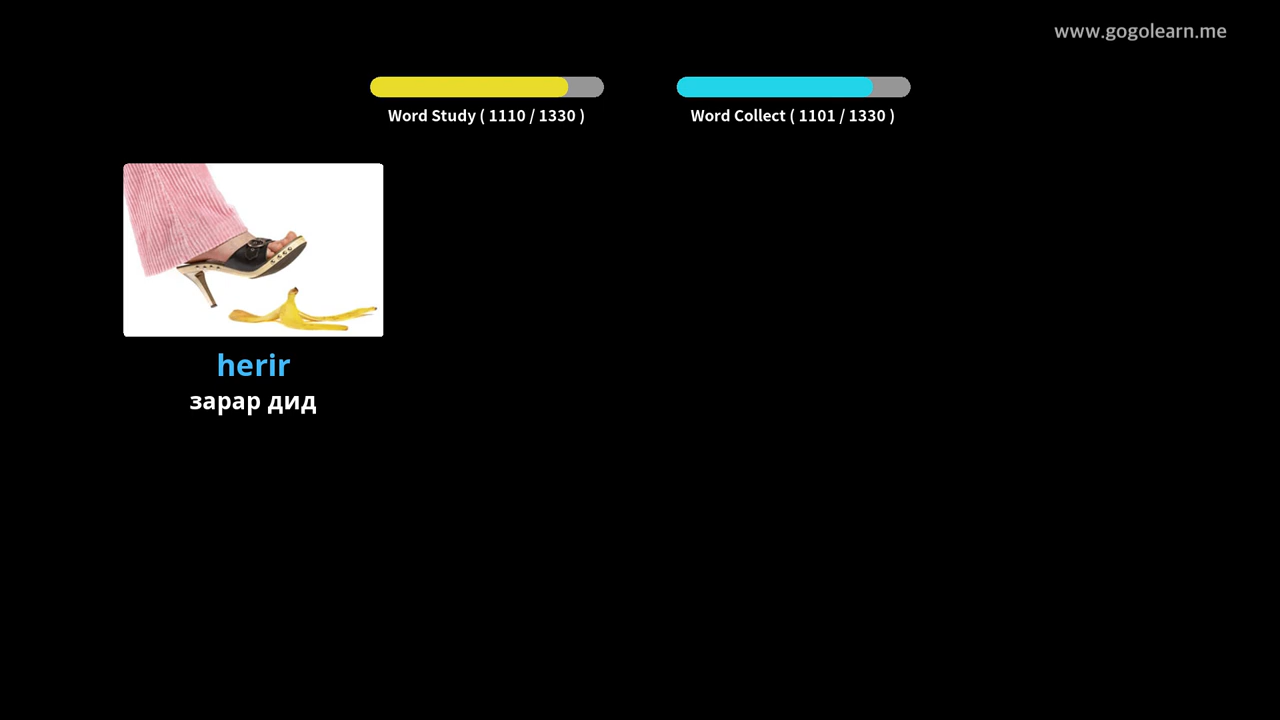 www.gogolearn.me
Word Study ( 1110 / 1330 )
Word Collect ( 1101 / 1330 )
herir
зарар дид